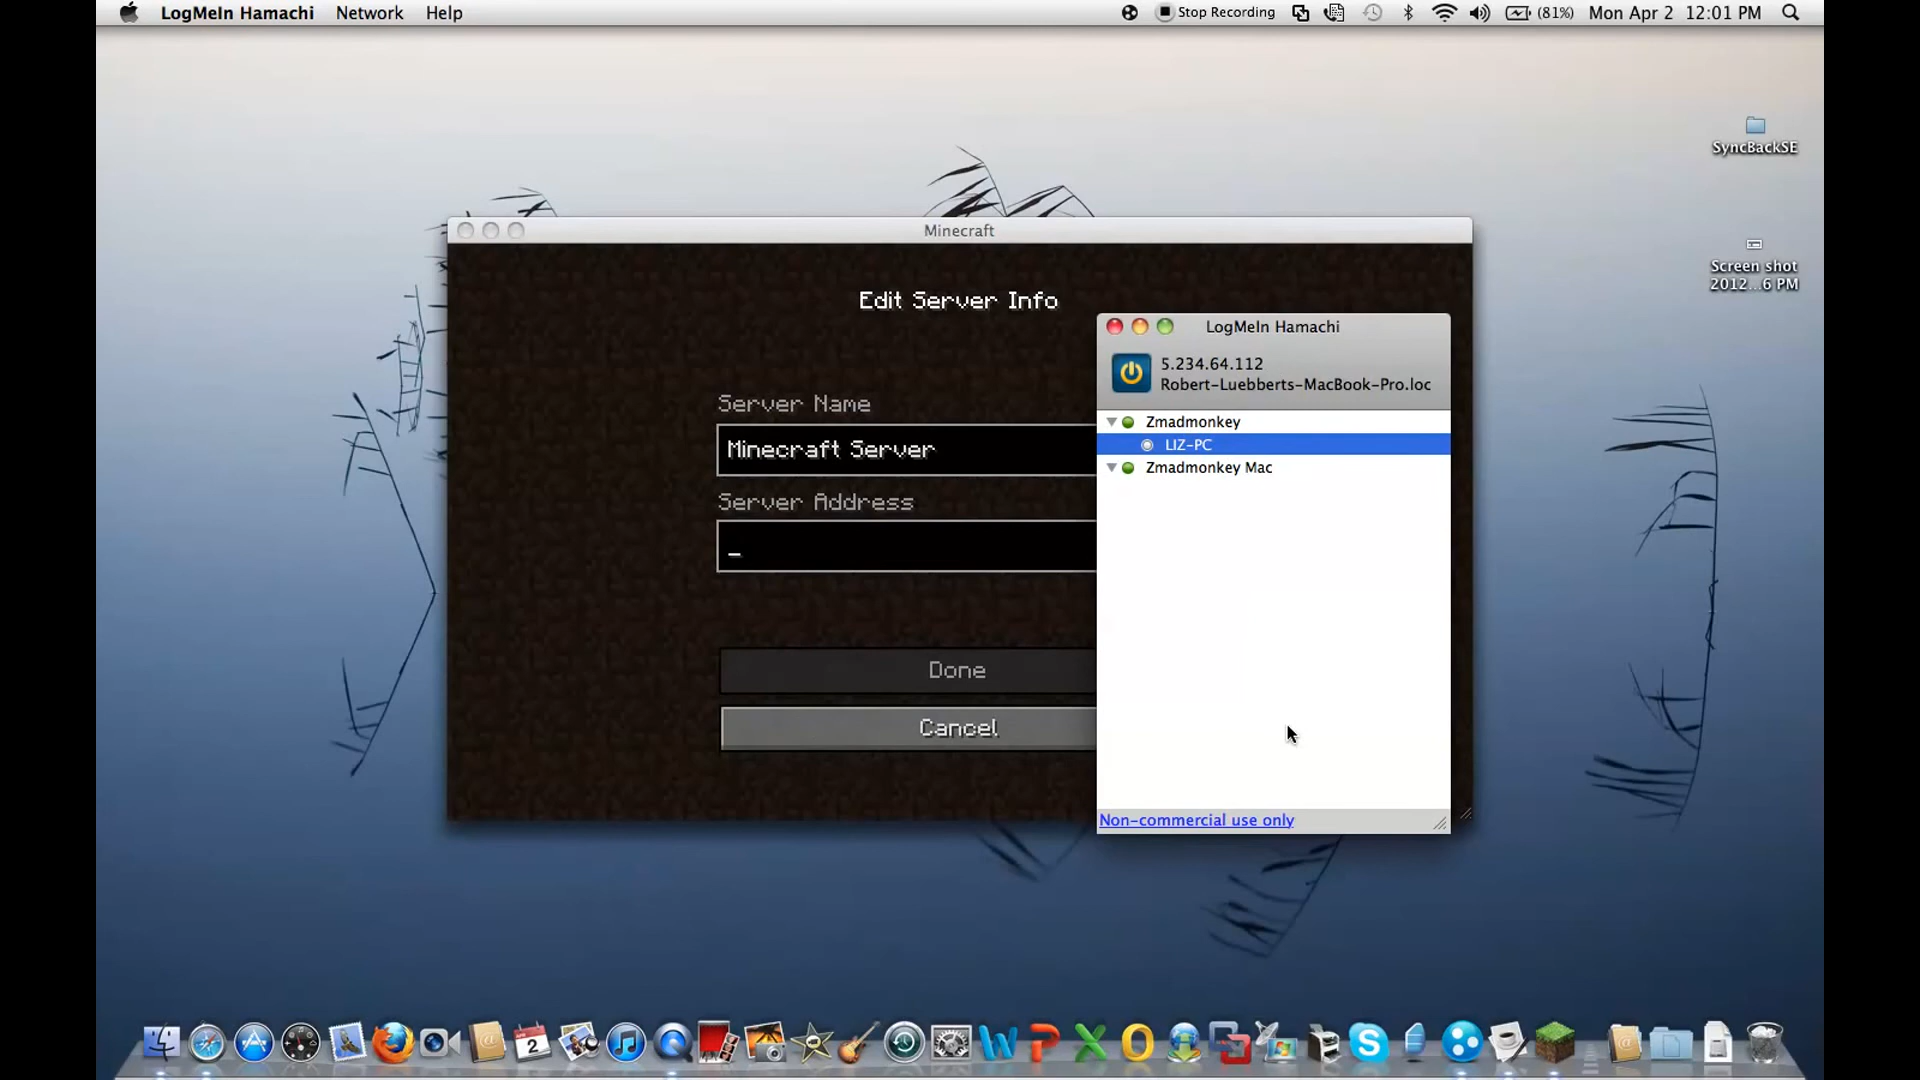 LogMeIn Hamachi Network Help
Stop Recording (81%) Mon Apr 2 12:01 PM
SyncBackSE
Screen shot
2012...6 PM
Minecraft
Edit Server Info
Server Name
Minecraft Server
Server Address
_
Done
Cancel
LogMeIn Hamachi
5.234.64.112
Robert-Luebberts-MacBook-Pro.loc
Zmadmonkey
LIZ-PC
Zmadmonkey Mac
Non-commercial use only
2